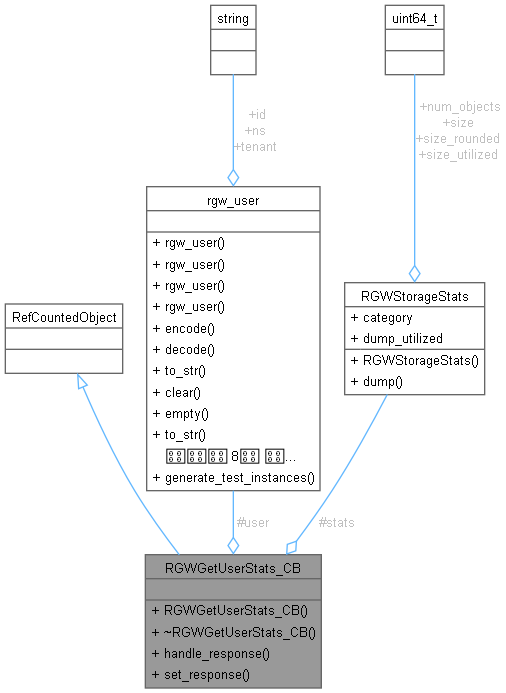 string
uint64_t
+id
+ns
+tenant
+num_objects
+size
+size_rounded
+size_utilized
rgw_user
+ rgw_user()
+ rgw_user()
+ rgw_user()
+ rgw_user()
+ encode()
+ decode()
+ to_str()
+ clear()
+ empty()
+ to_str()
8 ...
+ generate_test_instances()
RGWStorageStats
+ category
+ dump_utilized
+ RGWStorageStats()
+ dump()
RefCountedObject
#user
#stats
RGWGetUserStats_CB
+ RGWGetUserStats_CB()
+ ~RGWGetUserStats_CB()
+ handle_response()
+ set_response()